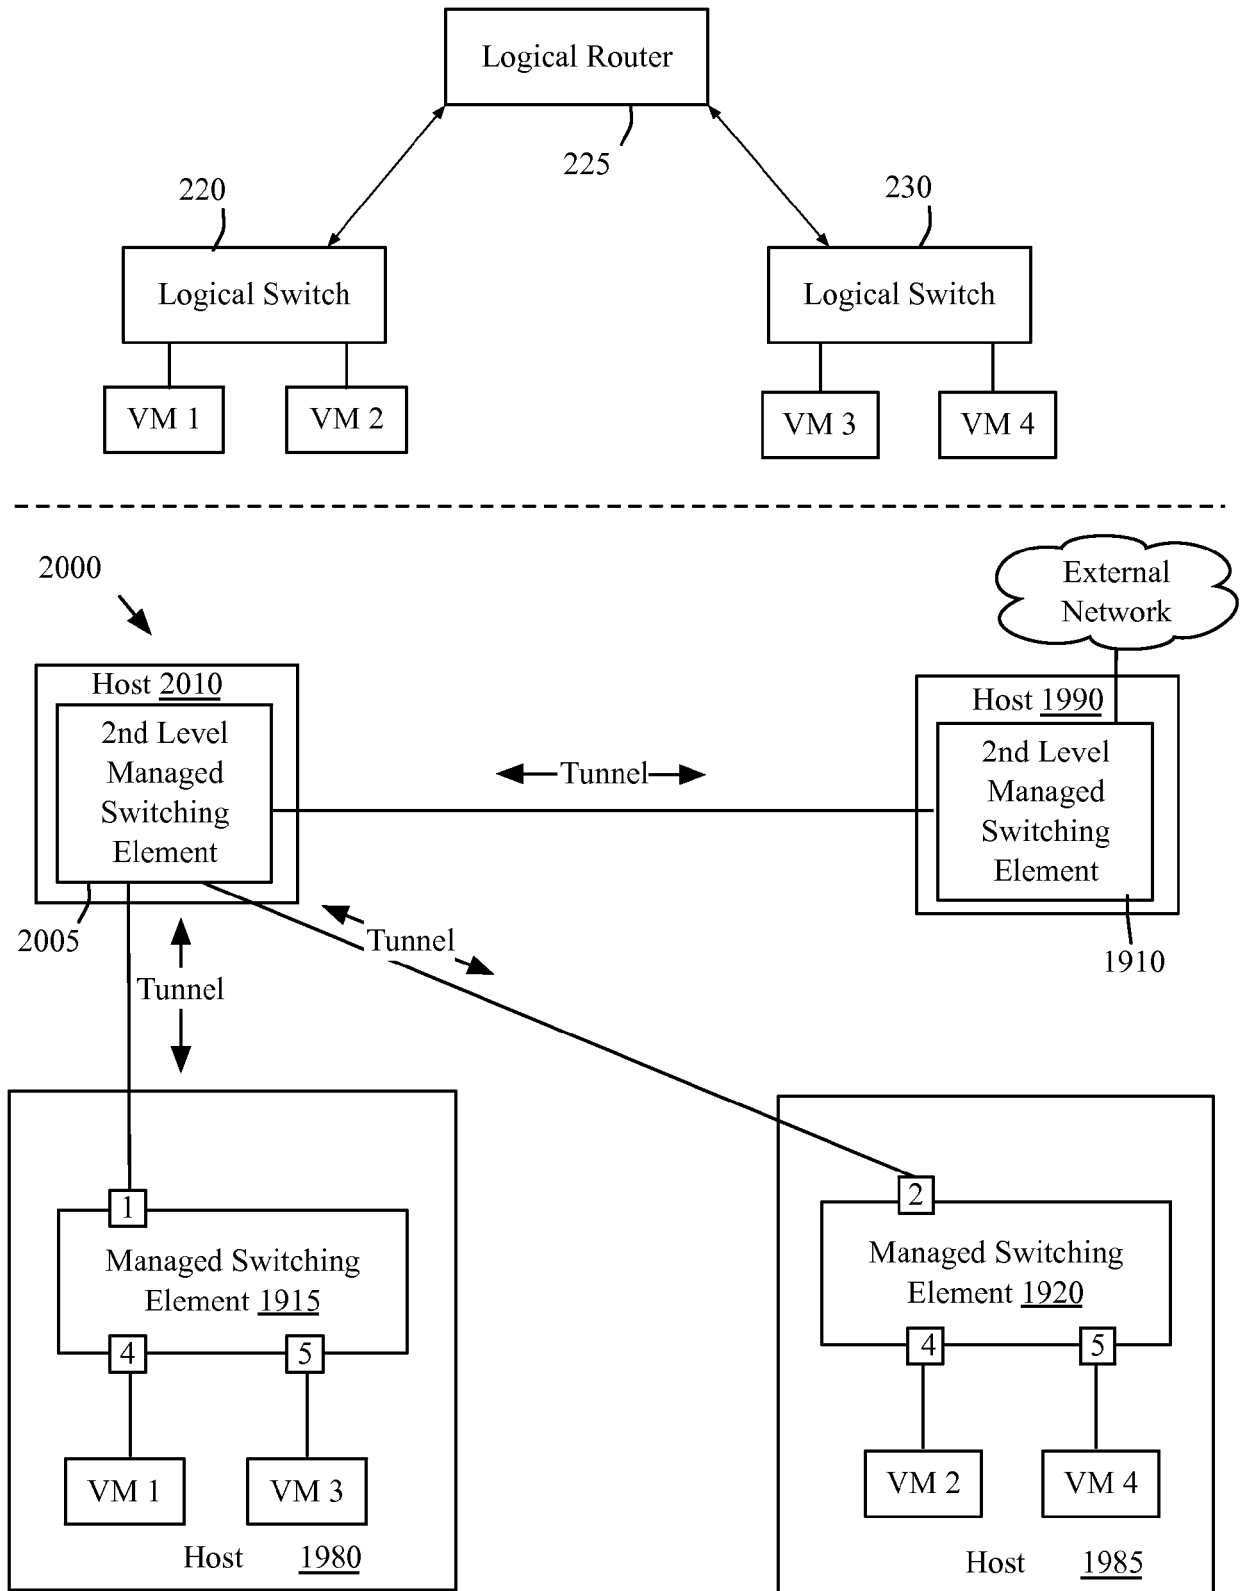 Logical Router
225
220
230
Logical Switch
Logical Switch
VM 1
VM 2
VM 3
VM 4
2000
External
Network
Host 2010
2nd Level
Managed
Switching
Element
Host 1990
2nd Level
Managed
Switching
Element
Tunnel
2005
Tunnel
1910
Tunnel
1
Managed Switching
Element 1915
4
5
VM 1
VM 3
Host 1980
2
Managed Switching
Element 1920
4
5
VM 2
VM 4
Host 1985